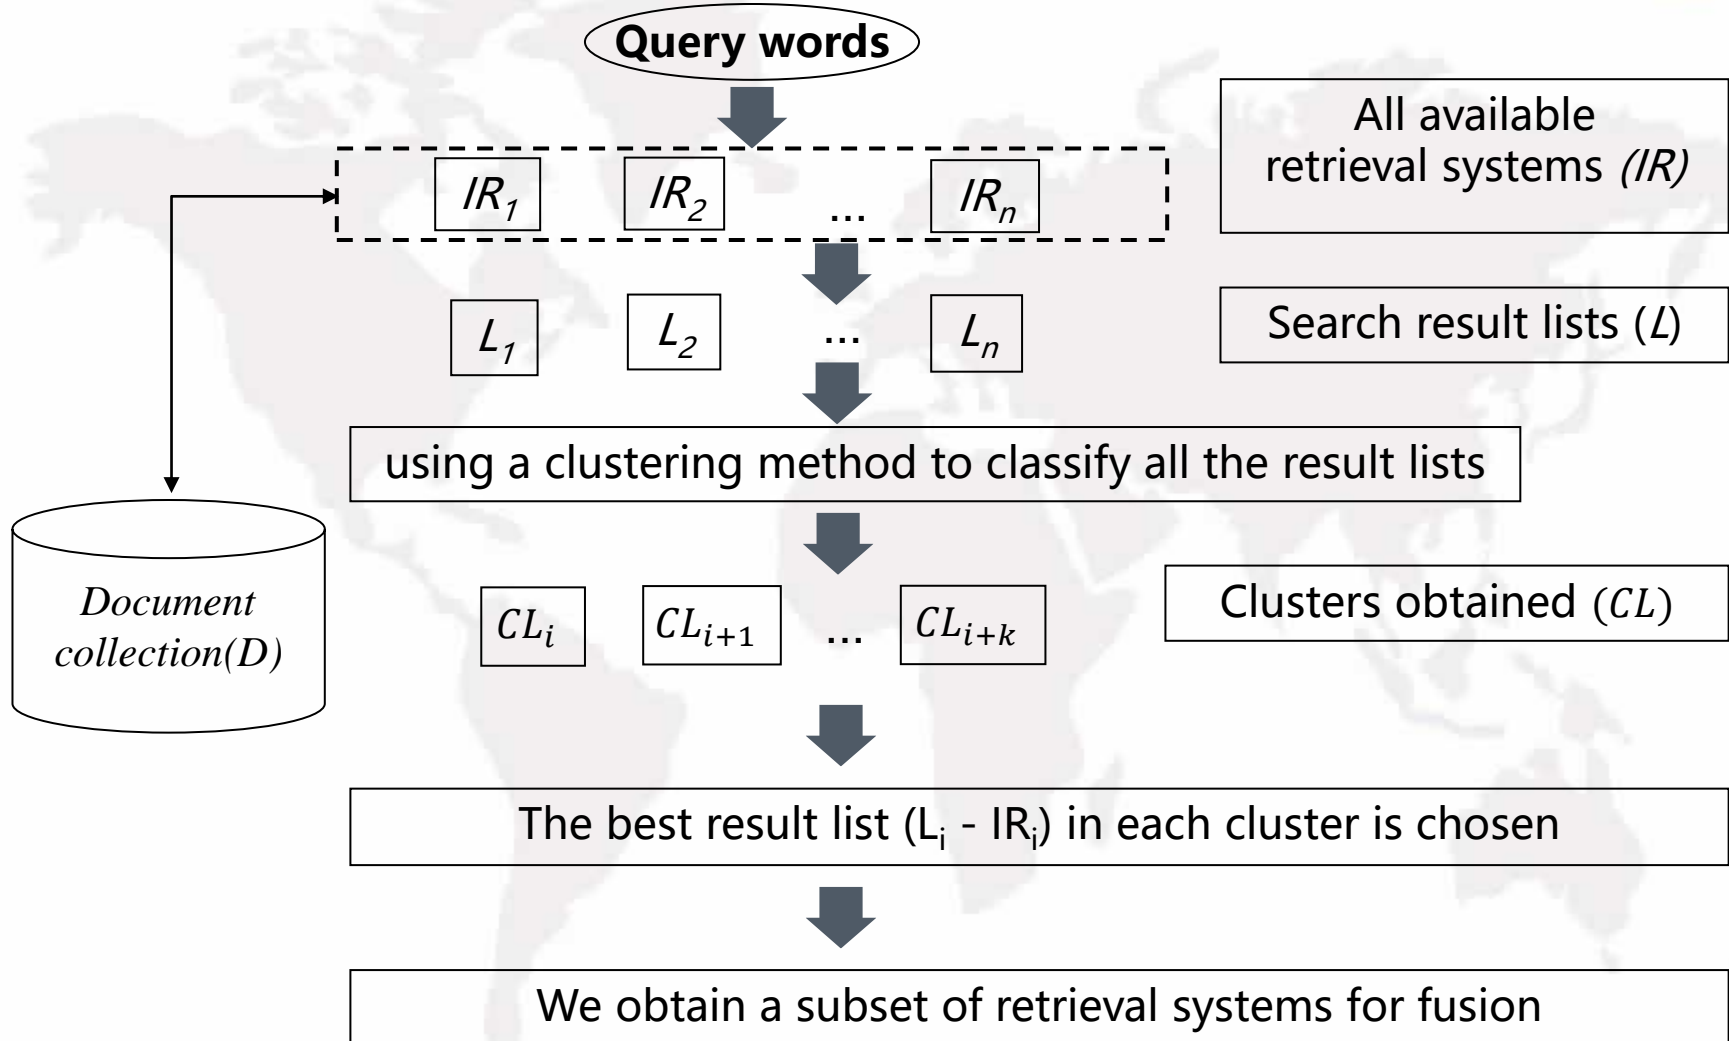 Query words
All available
retrieval systems (IR)
IR₁ IR₂ ... IRₙ
L₁ L₂ ... Lₙ
Search result lists (L)
using a clustering method to classify all the result lists
Document
collection(D)
CLᵢ CLᵢ₊₁ ... CLᵢ₊ₖ
Clusters obtained (CL)
The best result list (Lᵢ - IRᵢ) in each cluster is chosen
We obtain a subset of retrieval systems for fusion